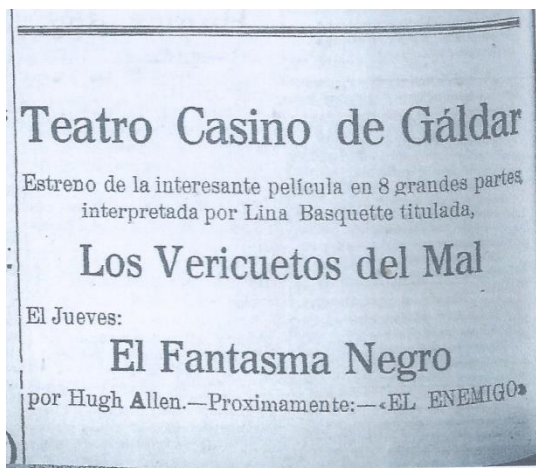 Teatro Casino de Gáldar
Estreno de la interesante película en 8 grandes partes
interpretada por Lina Basquette titulada,
Los Vericuetos del Mal
El Jueves:
El Fantasma Negro
por Hugh Allen.—Proximamente:—«EL ENEMIGO»